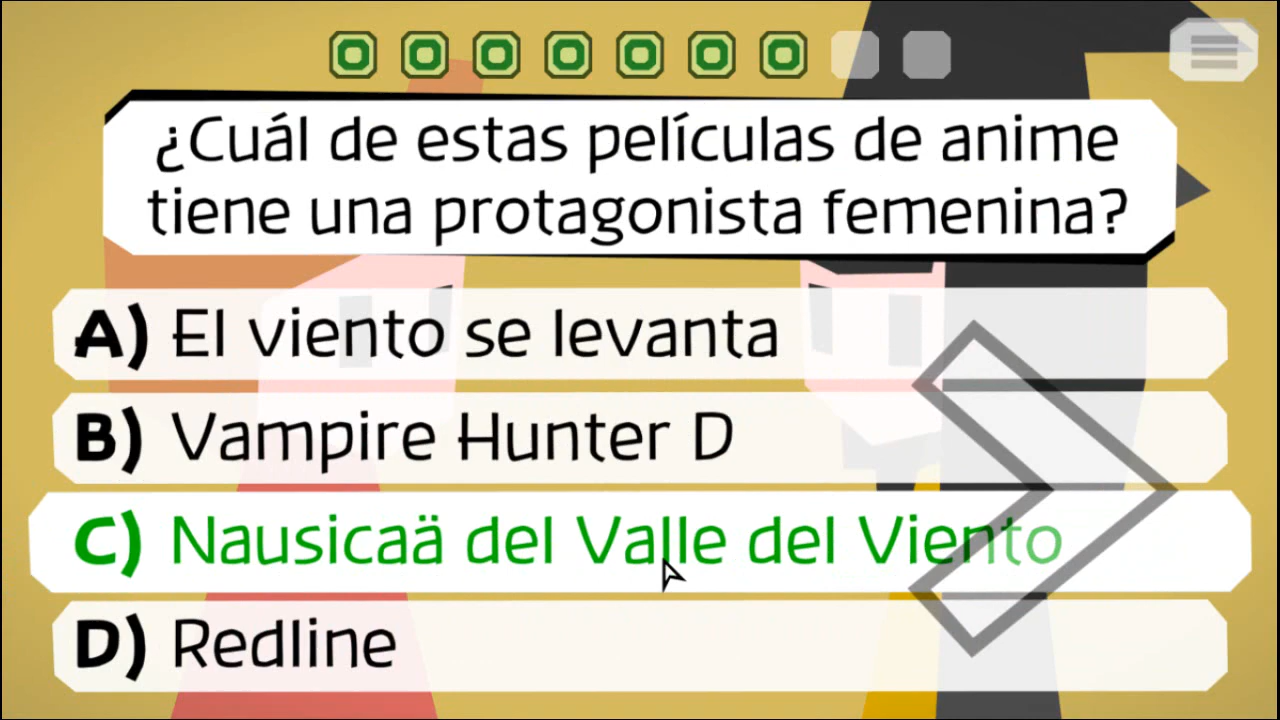 ¿Cuál de estas películas de anime
tiene una protagonista femenina?
A) El viento se levanta
B) Vampire Hunter D
C) Nausicaä del Valle del Viento
D) Redline